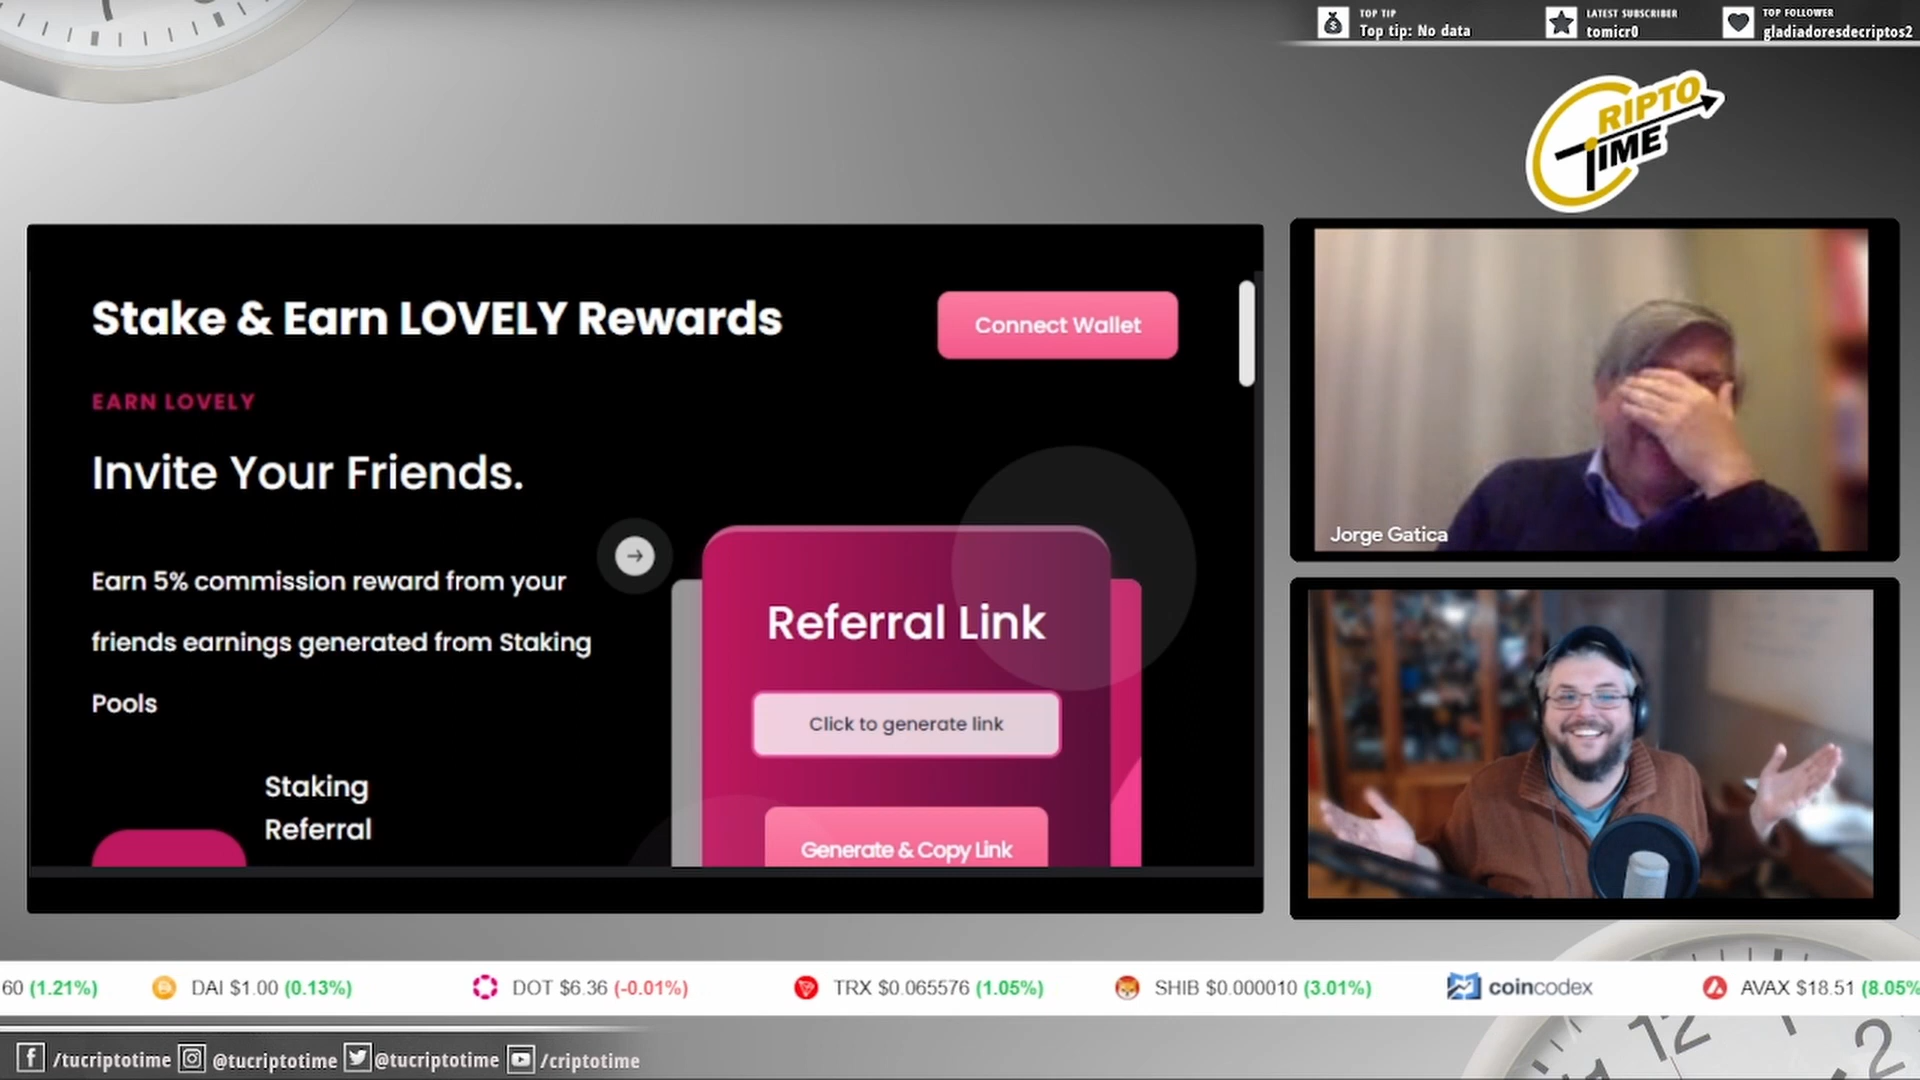 TOP TIP
Top tip: No data
LATEST SUBSCRIBER
tomicr0
TOP FOLLOWER
gladiadoresdecriptos2
RIPTO
TIME
Stake & Earn LOVELY Rewards
Connect Wallet
EARN LOVELY
Invite Your Friends.
Earn 5% commission reward from your
friends earnings generated from Staking
Pools
Staking
Referral
Referral Link
Click to generate link
Generate & Copy Link
Jorge Gatica
60 (1.21%) DAI $1.00 (0.13%) DOT $6.36 (-0.01%) TRX $0.065576 (1.05%) SHIB $0.000010 (3.01%) coincodex AVAX $18.51 (8.05%
/tucriptotime @tucriptotime @tucriptotime /criptotime
12
1
2